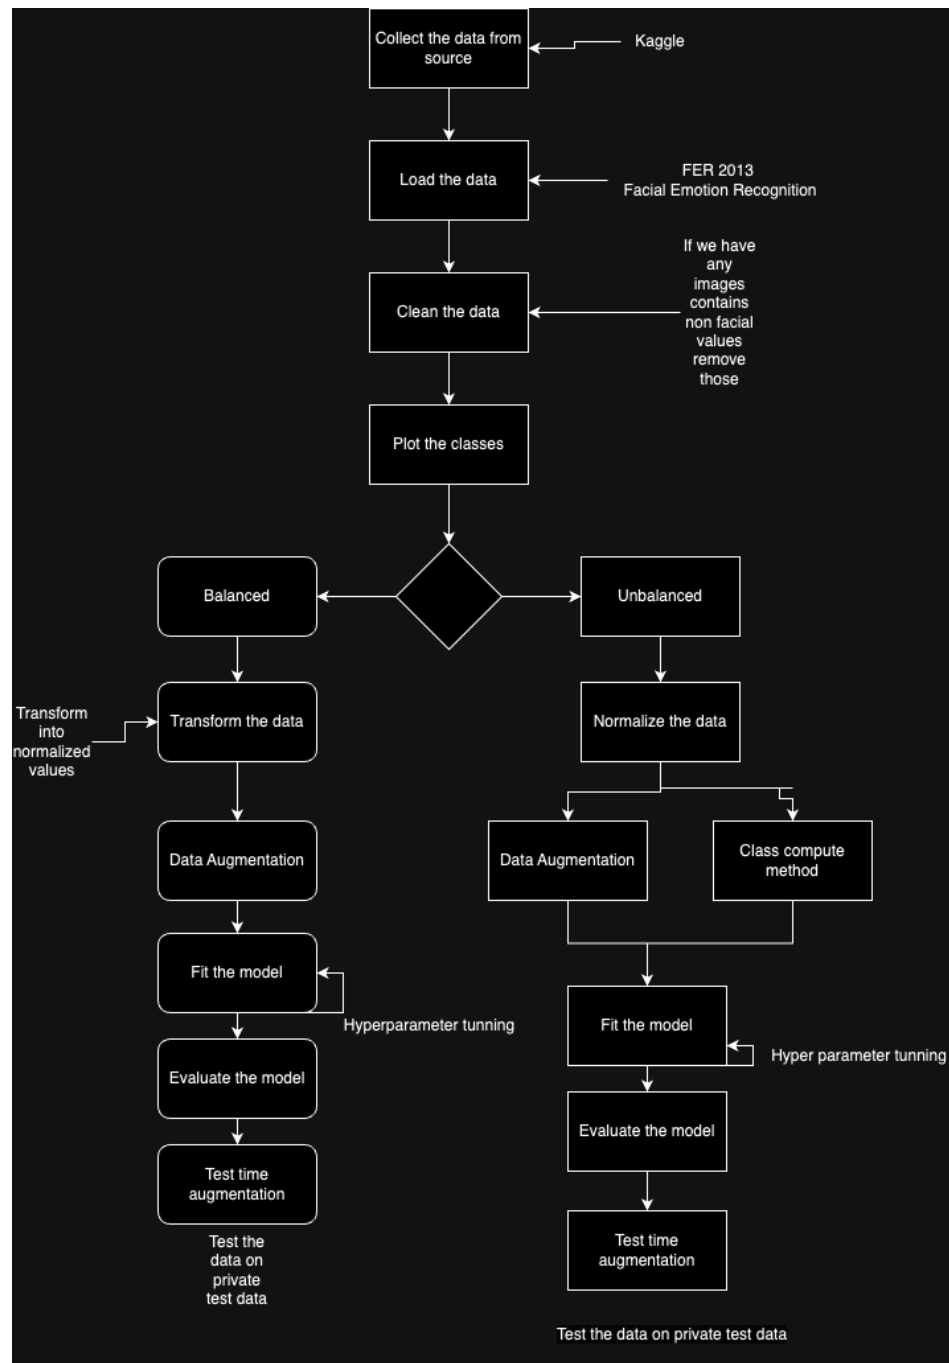 Collect the data from
source
Kaggle
Load the data
FER 2013
Facial Emotion Recognition
If we have
any
images
contains
non facial
values
remove
those
Clean the data
Plot the classes
Balanced
Unbalanced
Transform
into
normalized
values
Transform the data
Normalize the data
Data Augmentation
Data Augmentation
Class compute
method
Fit the model
Hyperparameter tunning
Fit the model
Hyper parameter tunning
Evaluate the model
Evaluate the model
Test time
augmentation
Test time
augmentation
Test the
data on
private
test data
Test the data on private test data